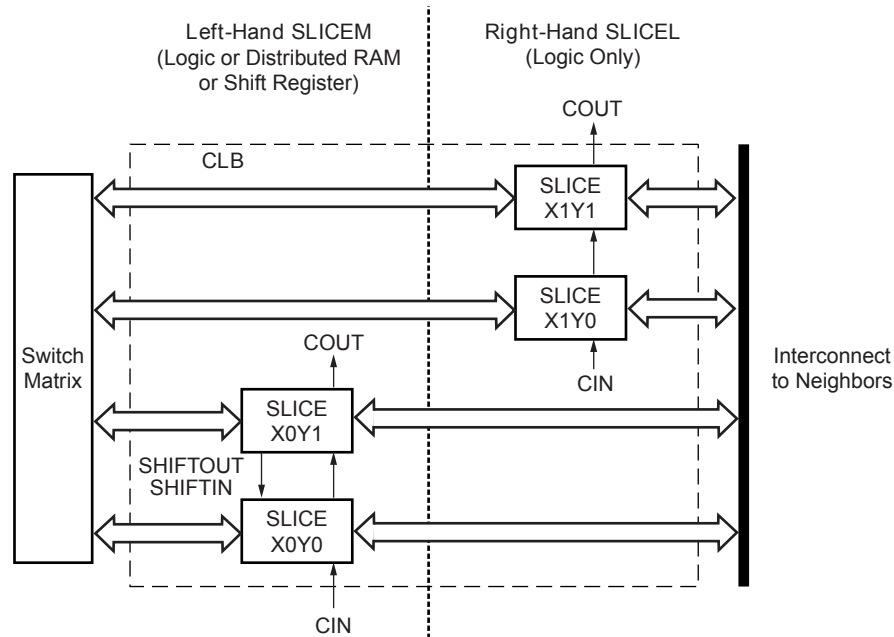 Left-Hand SLICEM
(Logic or Distributed RAM
or Shift Register)
Right-Hand SLICEL
(Logic Only)
COUT
CLB
SLICE
X1Y1
SLICE
X1Y0
COUT
CIN
Switch
Matrix
Interconnect
to Neighbors
SLICE
X0Y1
SHIFTOUT
SHIFTIN
SLICE
X0Y0
CIN